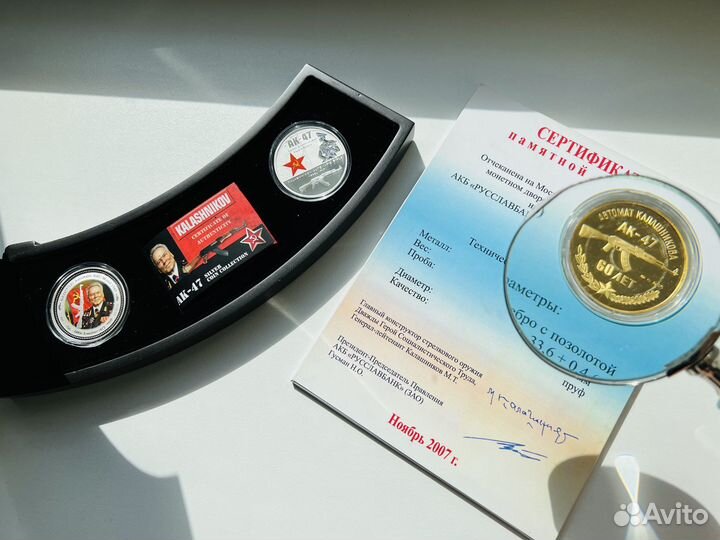 AK-47
KALASHNIKOV
CERTIFICATE OF
AUTHENTICITY
AK-47 SILVER
COIN COLLECTION
СЕРТИФИКАТ
памятной
Отчеканена на Мос
монетном двор
и
АКБ «РУССЛАВБАН
Металл: Техниче
Вес:
Проба:
Диаметр:
Качество:
АВТОМАТ КАЛАШНИКОВА
АК-47
60 ЛЕТ
раметры:
бро с позолотой
33,6 + 0,4
пруф
Главный конструктор стрелкового оружия
Дважды Герой Социалистического Труда,
Генерал-лейтенант Калашников М.Т.
Президент-Председатель Правления
АКБ «РУССЛАВБАНК» (ЗАО)
Гусман Н.О.
Ноябрь 2007 г.
Avito